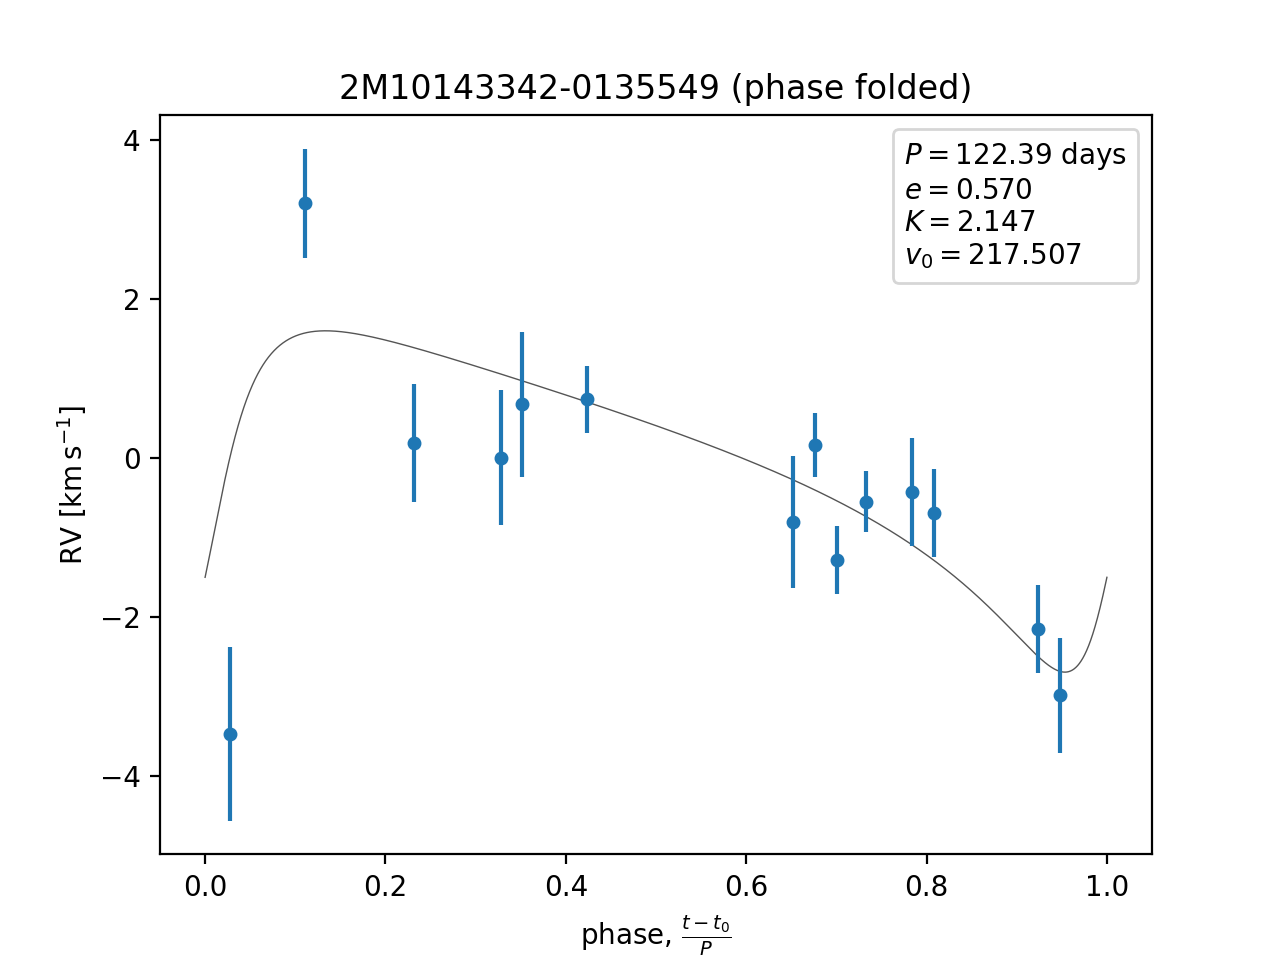 2M10143342-0135549 (phase folded)
P = 122.39 days
e = 0.570
K = 2.147
v₀ = 217.507
RV [km s⁻¹]
4
2
0
−2
−4
0.0 0.2 0.4 0.6 0.8 1.0
phase, (t − t₀)/P